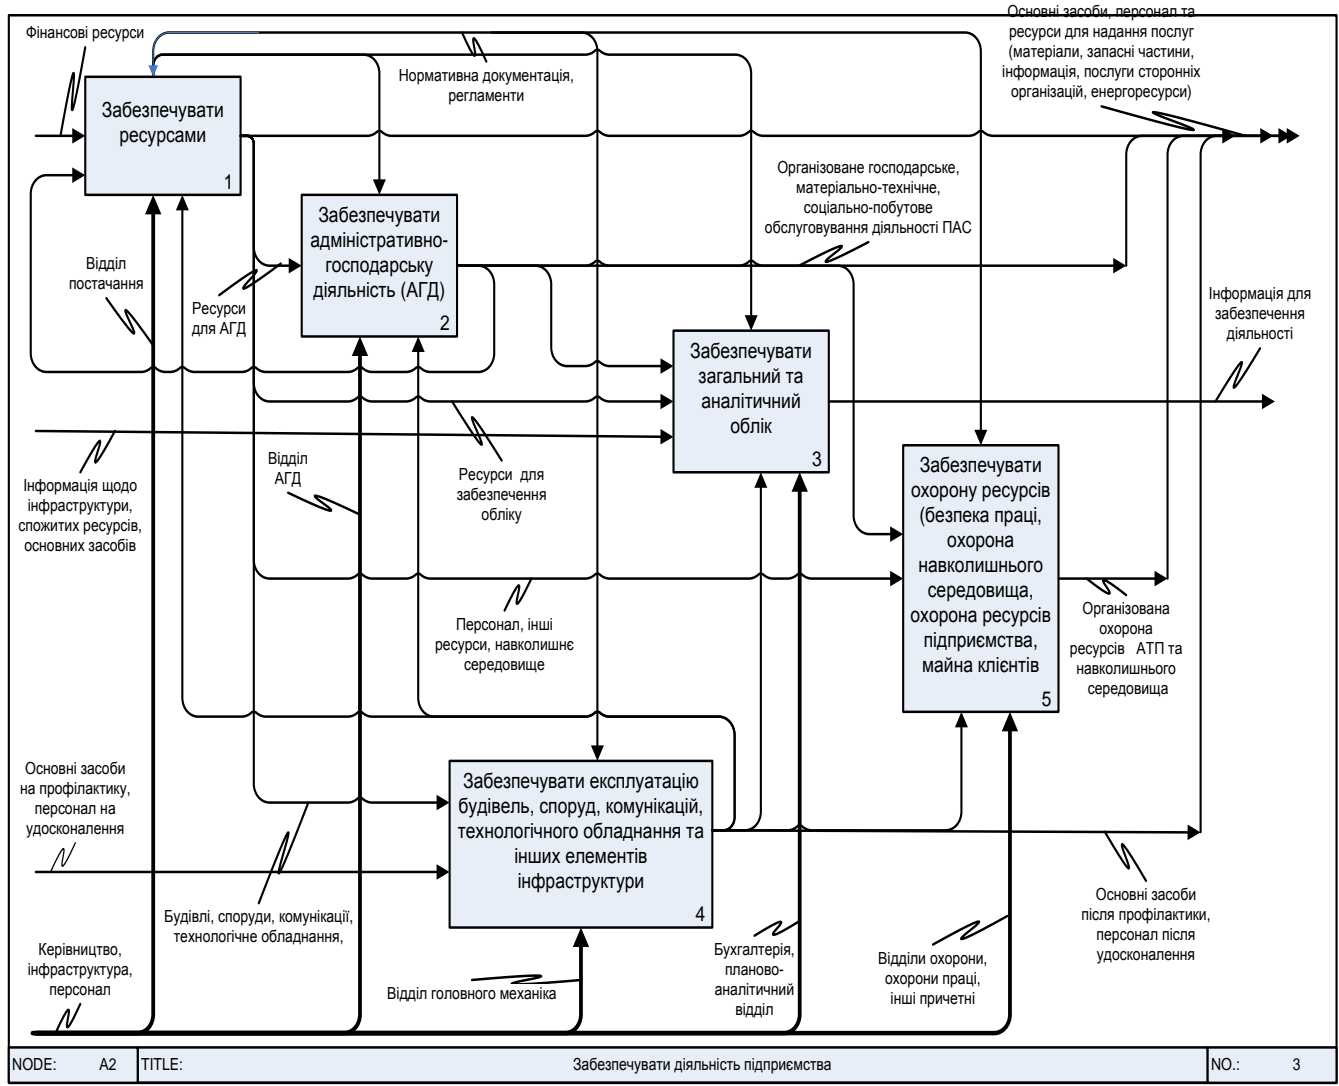 Фінансові ресурси
Нормативна документація,
регламенти
Основні засоби, персонал та
ресурси для надання послуг
(матеріали, запасні частини,
інформація, послуги сторонніх
організацій, енергоресурси)
Забезпечувати
ресурсами
1
Організоване господарське,
матеріально-технічне,
соціально-побутове
обслуговування діяльності ПАС
Забезпечувати
адміністративно-
господарську
діяльність (АГД)
2
Відділ
постачання
Ресурси
для АГД
Інформація для
забезпечення
діяльності
Забезпечувати
загальний та
аналітичний
облік
3
Відділ
АГД
Ресурси для
забезпечення
обліку
Інформація щодо
інфраструктури,
спожитих ресурсів,
основних засобів
Забезпечувати
охорону ресурсів
(безпека праці,
охорона
навколишнього
середовища,
охорона ресурсів
підприємства,
майна клієнтів
5
Персонал, інші
ресурси, навколишнє
середовище
Організована
охорона
ресурсів АТП та
навколишнього
середовища
Основні засоби
на профілактику,
персонал на
удосконалення
Забезпечувати експлуатацію
будівель, споруд, комунікацій,
технологічного обладнання та
інших елементів
інфраструктури
4
Будівлі, споруди, комунікації,
технологічне обладнання,
Основні засоби
після профілактики,
персонал після
удосконалення
Керівництво,
інфраструктура,
персонал
Відділ головного механіка
Бухгалтерія,
планово-
аналітичний
відділ
Відділи охорони,
охорони праці,
інші причетні
NODE: A2 TITLE: Забезпечувати діяльність підприємства NO.: 3